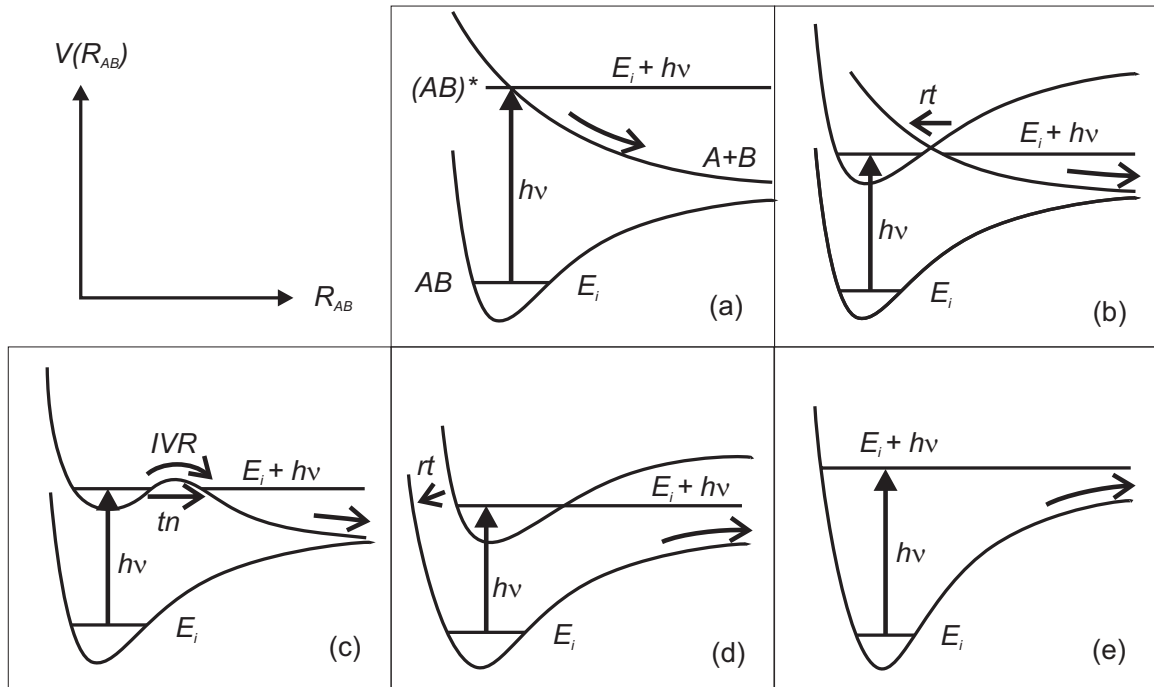 V(R_AB)
R_AB
(AB)*
E_i + hν
A+B
hν
AB
E_i
(a)
rt
E_i + hν
hν
E_i
(b)
IVR
E_i + hν
tn
hν
E_i
(c)
rt
E_i + hν
hν
E_i
(d)
E_i + hν
hν
E_i
(e)